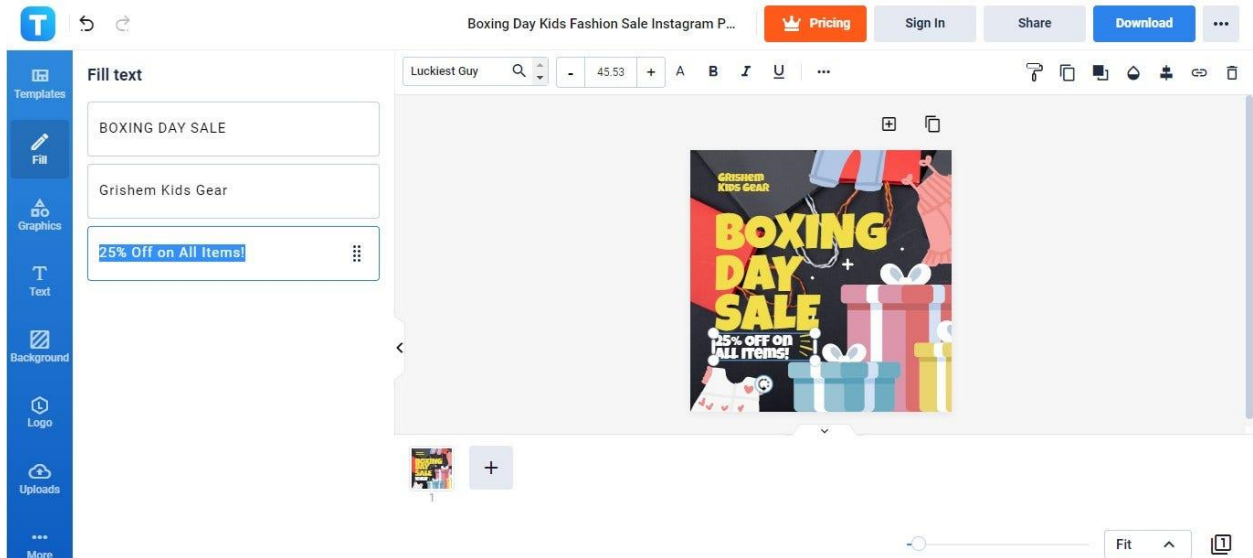 T
Boxing Day Kids Fashion Sale Instagram P...
Pricing
Sign In
Share
Download
Templates
Fill text
Luckiest Guy
-
45.53
+
A
B
I
U
BOXING DAY SALE
Fill
Grishem Kids Gear
Graphics
25% Off on All Items!
T
Text
Background
L
Logo
Uploads
More
GRISHEM
KIDS GEAR
BOXING
DAY
SALE
25% OFF ON
ALL ITEMS!
+
1
Fit
1